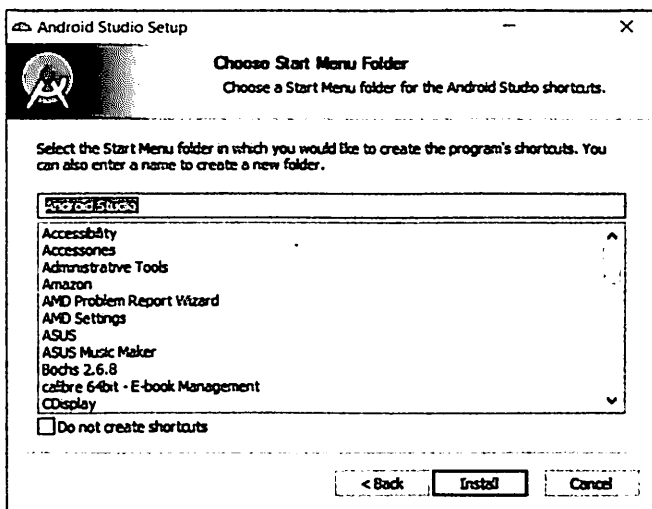 Android Studio Setup
Choose Start Menu Folder
Choose a Start Menu folder for the Android Studio shortcuts.
Select the Start Menu folder in which you would like to create the program's shortcuts. You
can also enter a name to create a new folder.
Android Studio
Accessibility
Accessories
Administrative Tools
Amazon
AMD Problem Report Wizard
AMD Settings
ASUS
ASUS Music Maker
Bochs 2.6.8
calibre 64bit - E-book Management
CDisplay
Do not create shortcuts
< Back
Install
Cancel